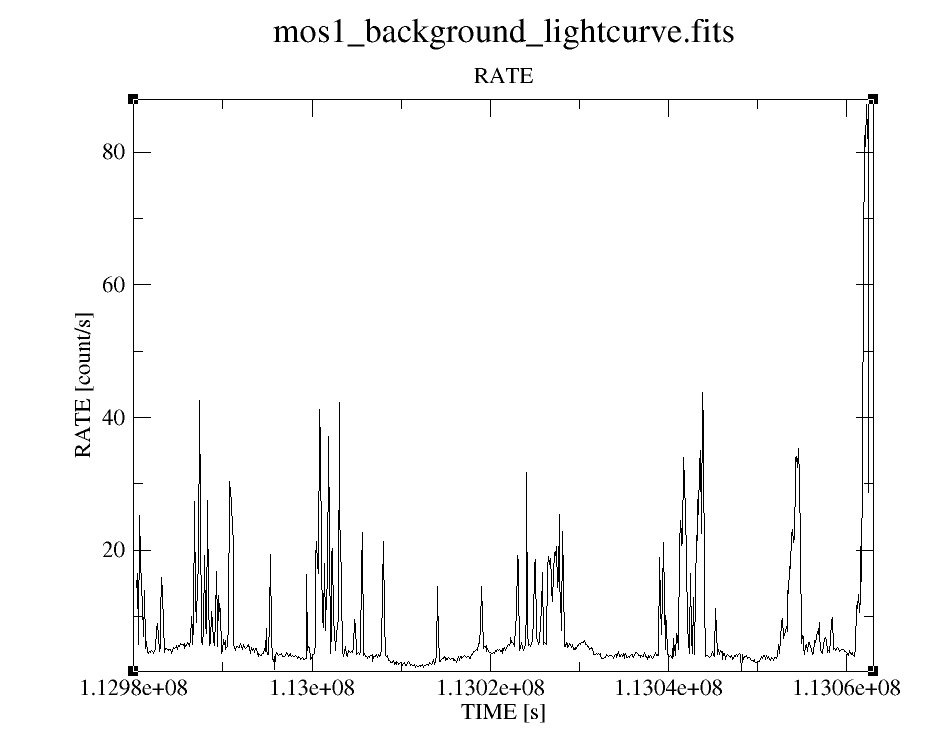 mos1_background_lightcurve.fits
RATE
80
60
40
20
RATE [count/s]
1.1298e+08 1.13e+08 1.1302e+08 1.1304e+08 1.1306e+08
TIME [s]